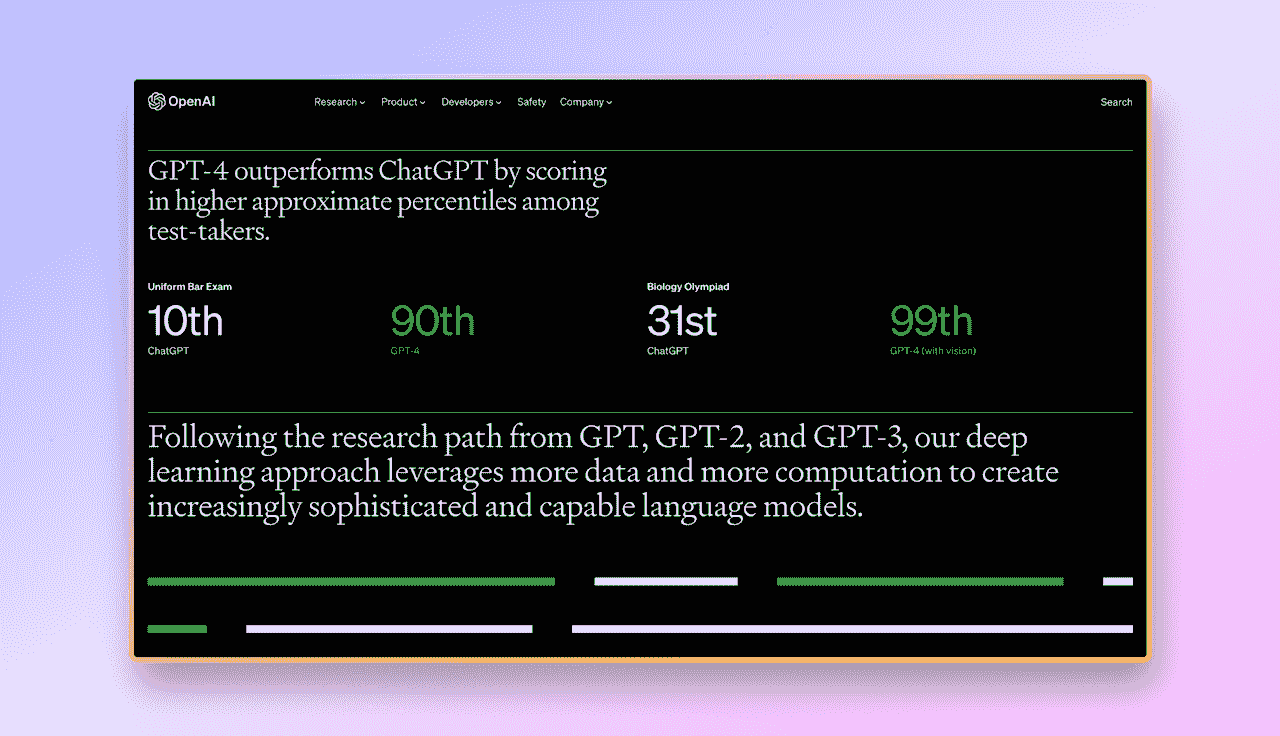 OpenAI Research Product Developers Safety Company Search
GPT-4 outperforms ChatGPT by scoring
in higher approximate percentiles among
test-takers.
Uniform Bar Exam Biology Olympiad
10th 90th 31st 99th
ChatGPT GPT-4 ChatGPT GPT-4 (with vision)
Following the research path from GPT, GPT-2, and GPT-3, our deep
learning approach leverages more data and more computation to create
increasingly sophisticated and capable language models.